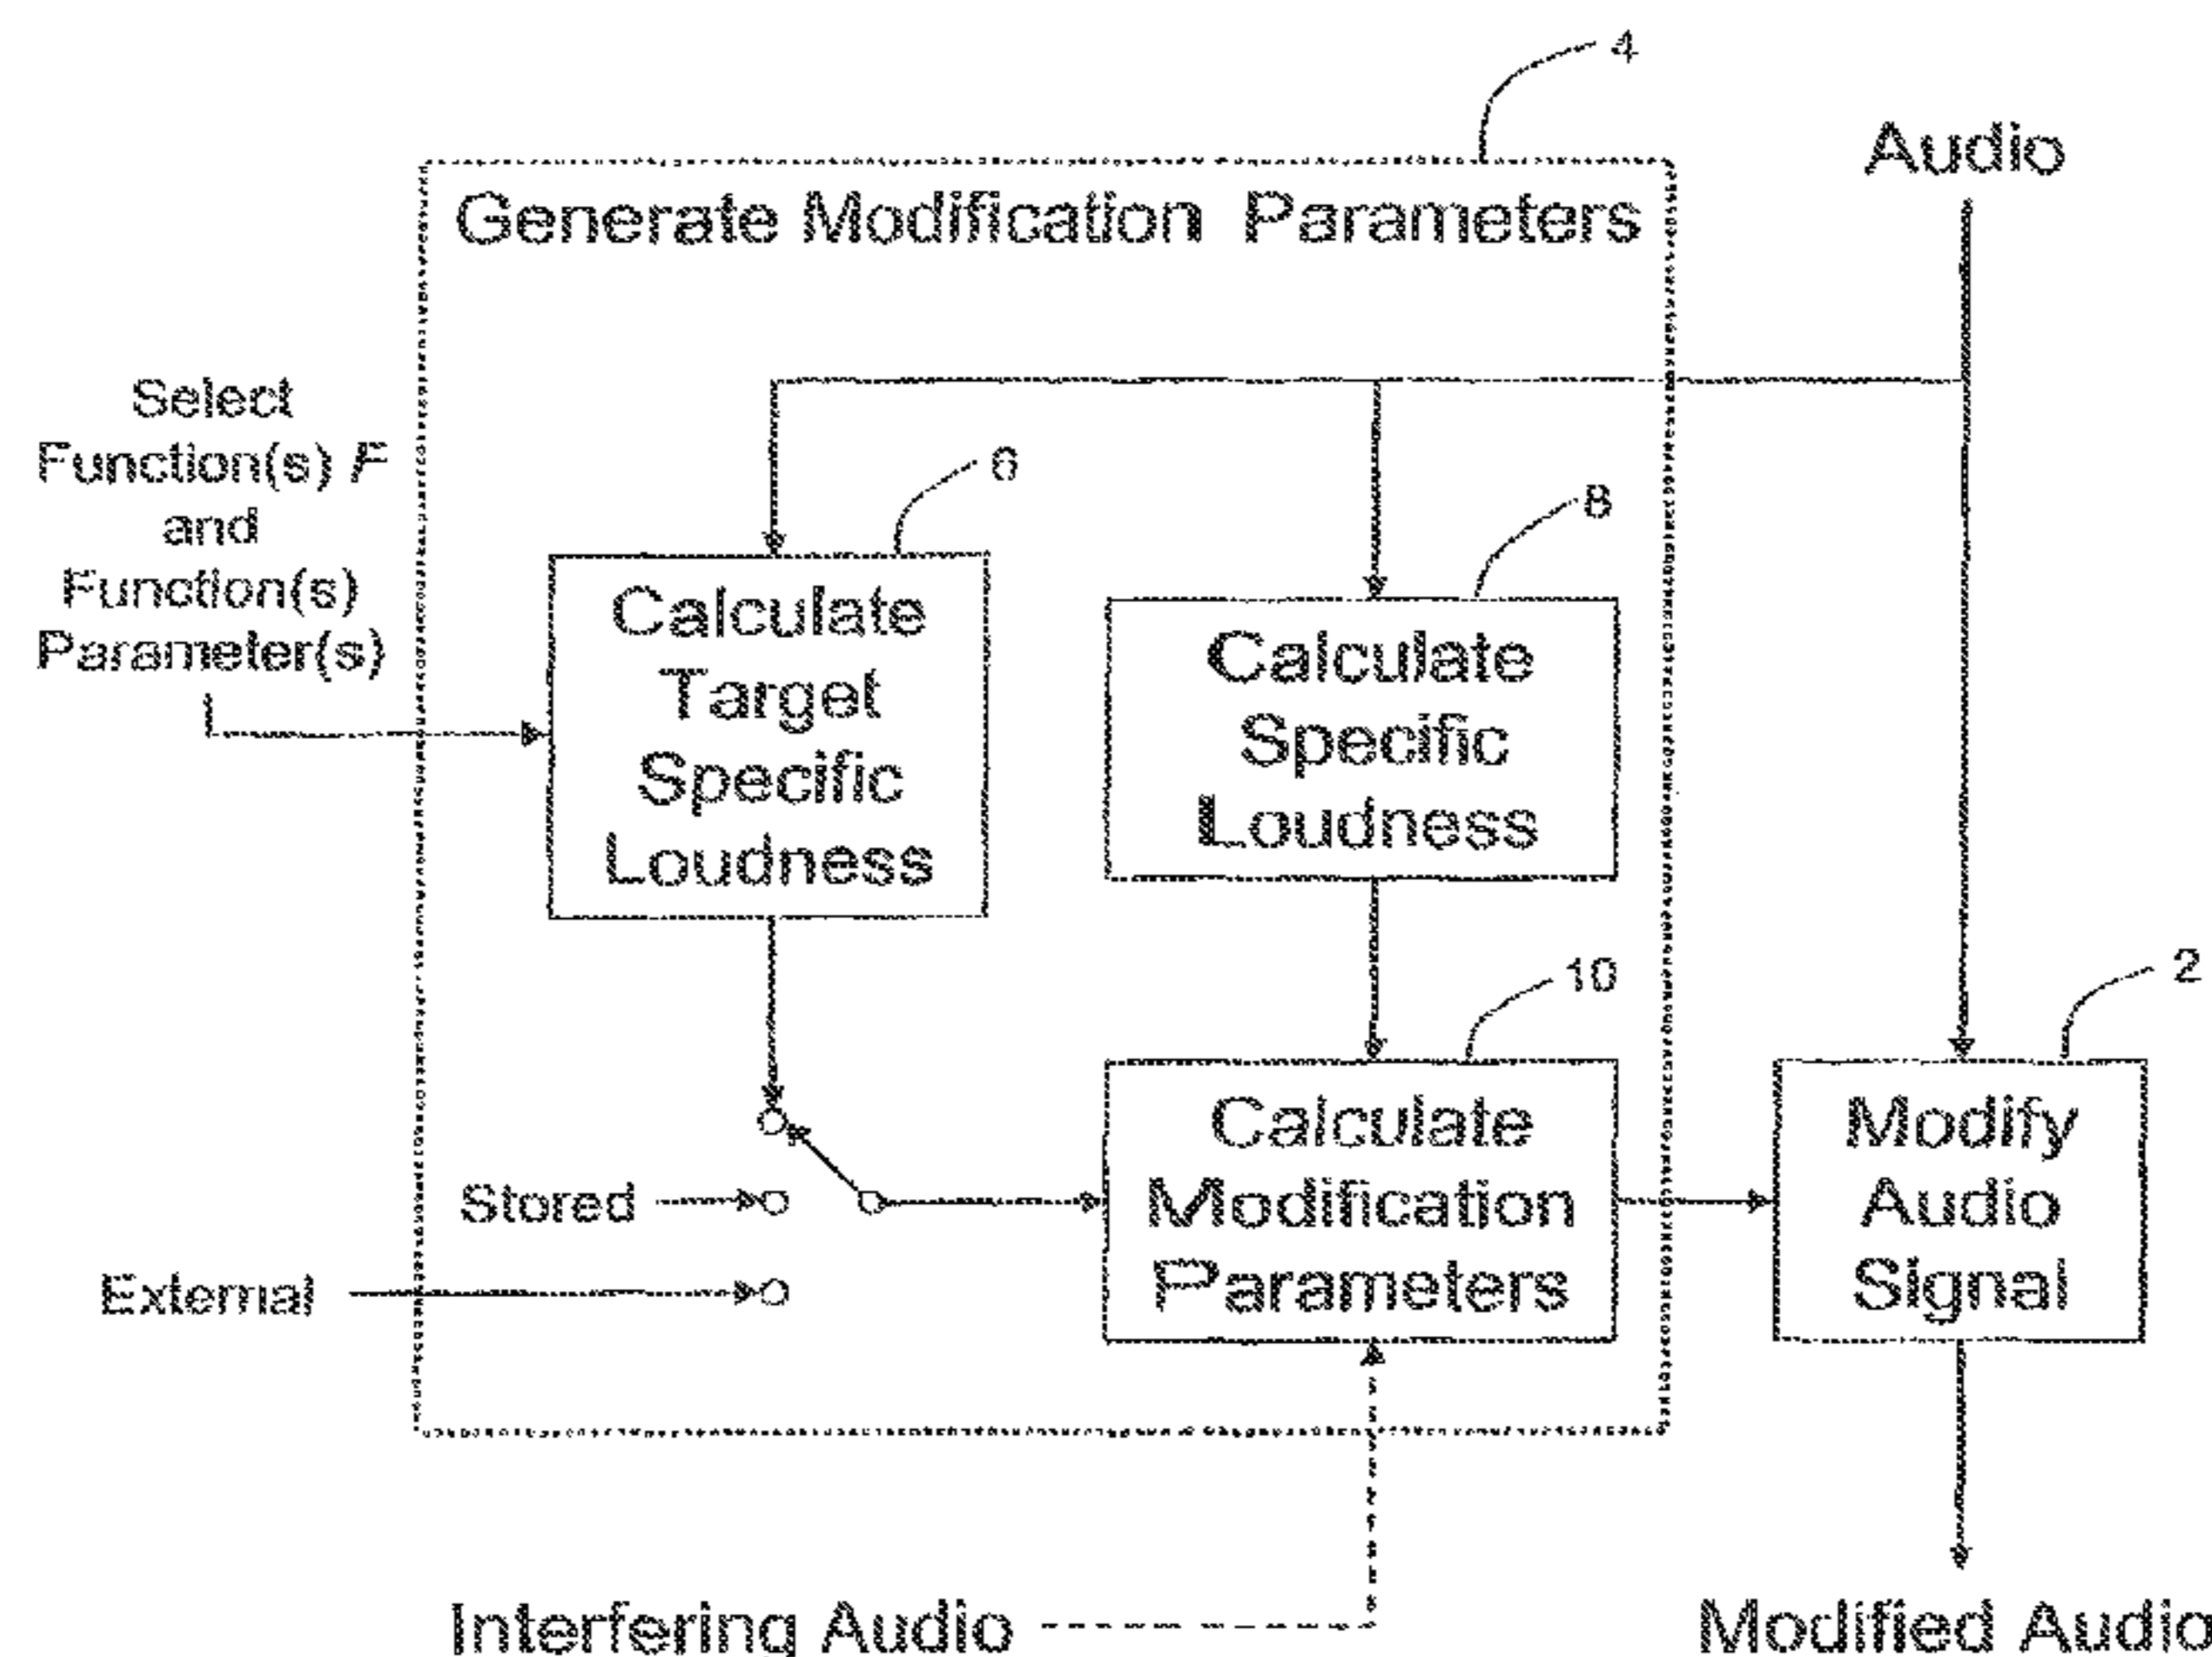 4
Audio
Generate Modification Parameters
Select
Function(s) F
and
Function(s)
Parameter(s)
6
8
Calculate
Target
Specific
Loudness
Calculate
Specific
Loudness
10
2
Calculate
Modification
Parameters
Modify
Audio
Signal
Stored
External
Interfering Audio
Modified Audio